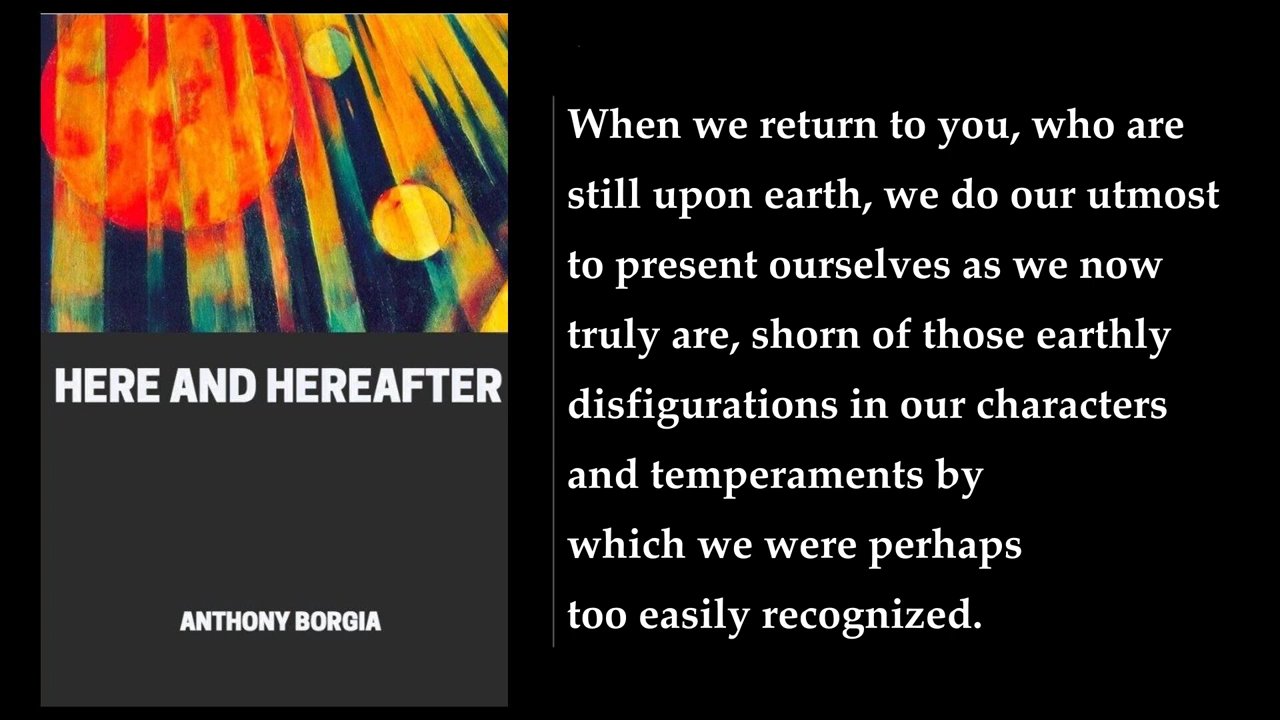 HERE AND HEREAFTER
ANTHONY BORGIA
When we return to you, who are
still upon earth, we do our utmost
to present ourselves as we now
truly are, shorn of those earthly
disfigurations in our characters
and temperaments by
which we were perhaps
too easily recognized.